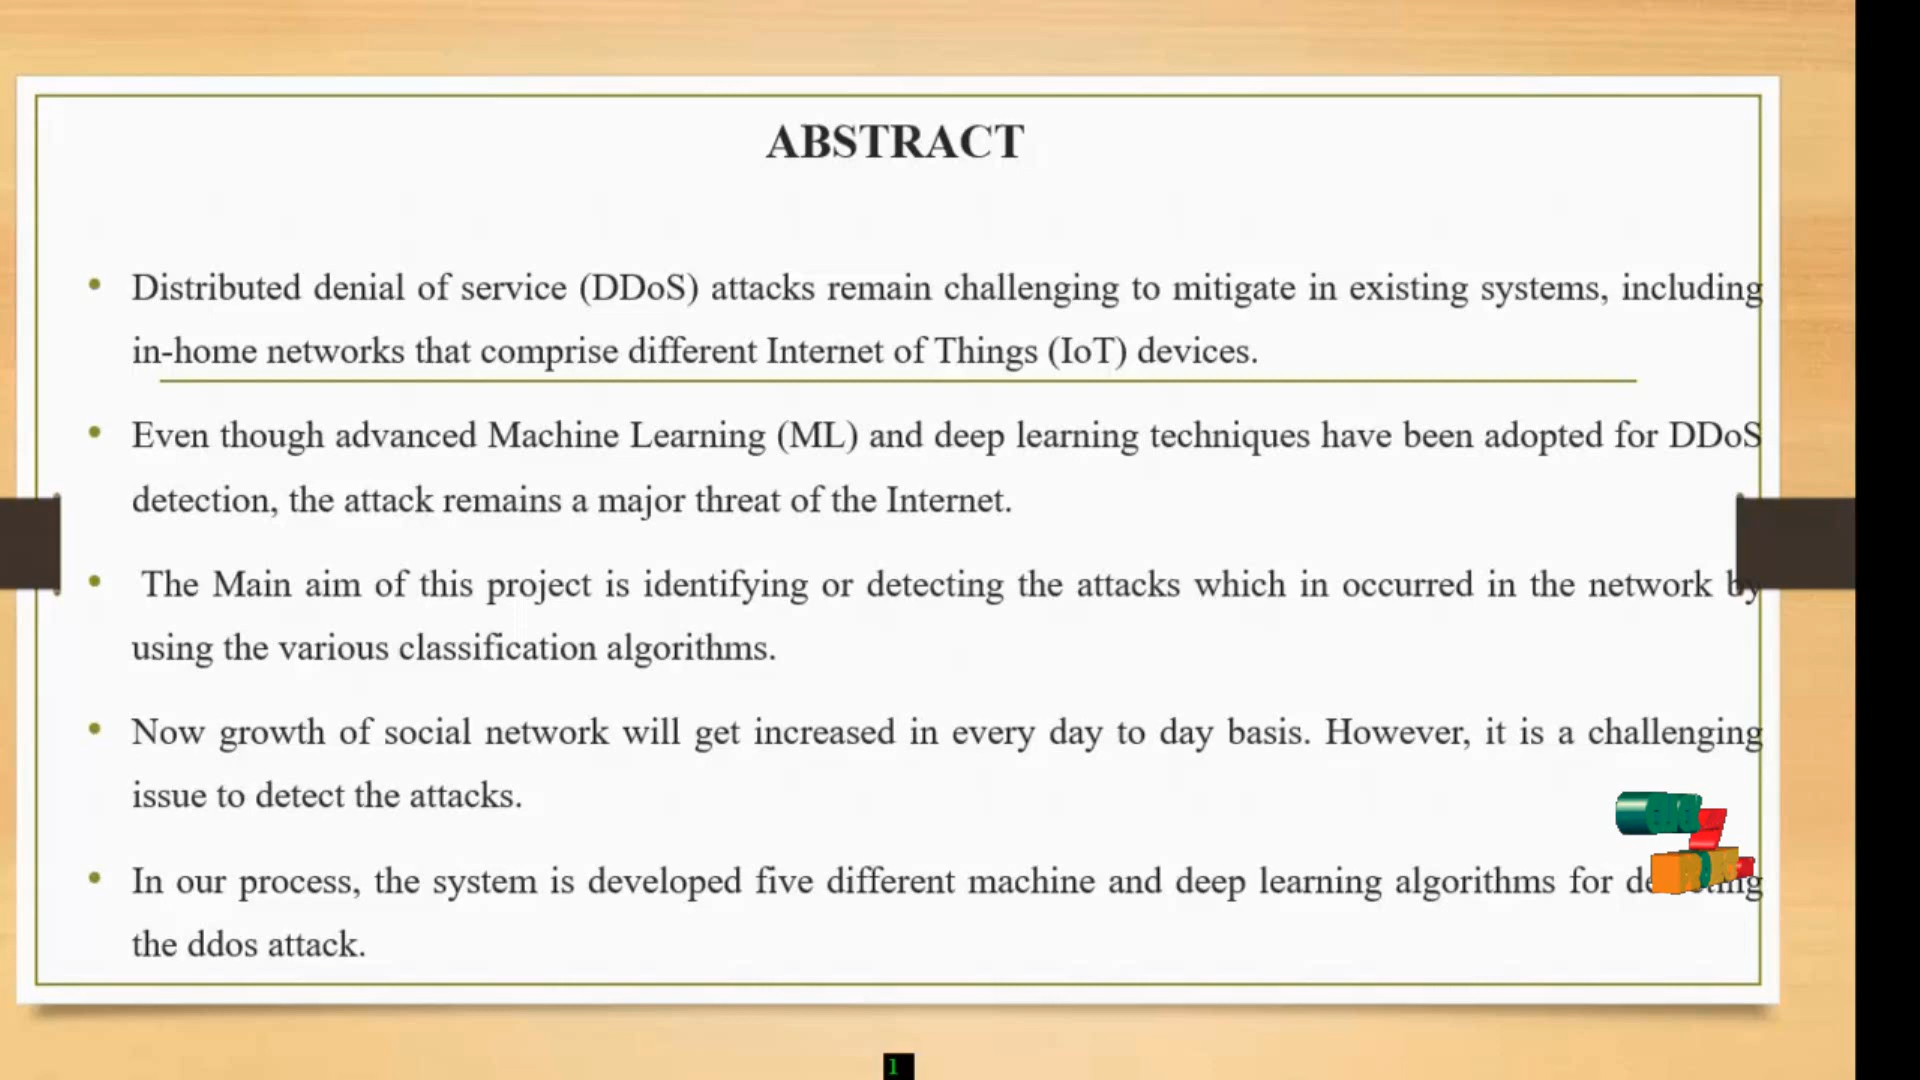 ABSTRACT
• Distributed denial of service (DDoS) attacks remain challenging to mitigate in existing systems, including
in-home networks that comprise different Internet of Things (IoT) devices.
• Even though advanced Machine Learning (ML) and deep learning techniques have been adopted for DDoS
detection, the attack remains a major threat of the Internet.
• The Main aim of this project is identifying or detecting the attacks which in occurred in the network by
using the various classification algorithms.
• Now growth of social network will get increased in every day to day basis. However, it is a challenging
issue to detect the attacks.
• In our process, the system is developed five different machine and deep learning algorithms for
the ddos attack.
1